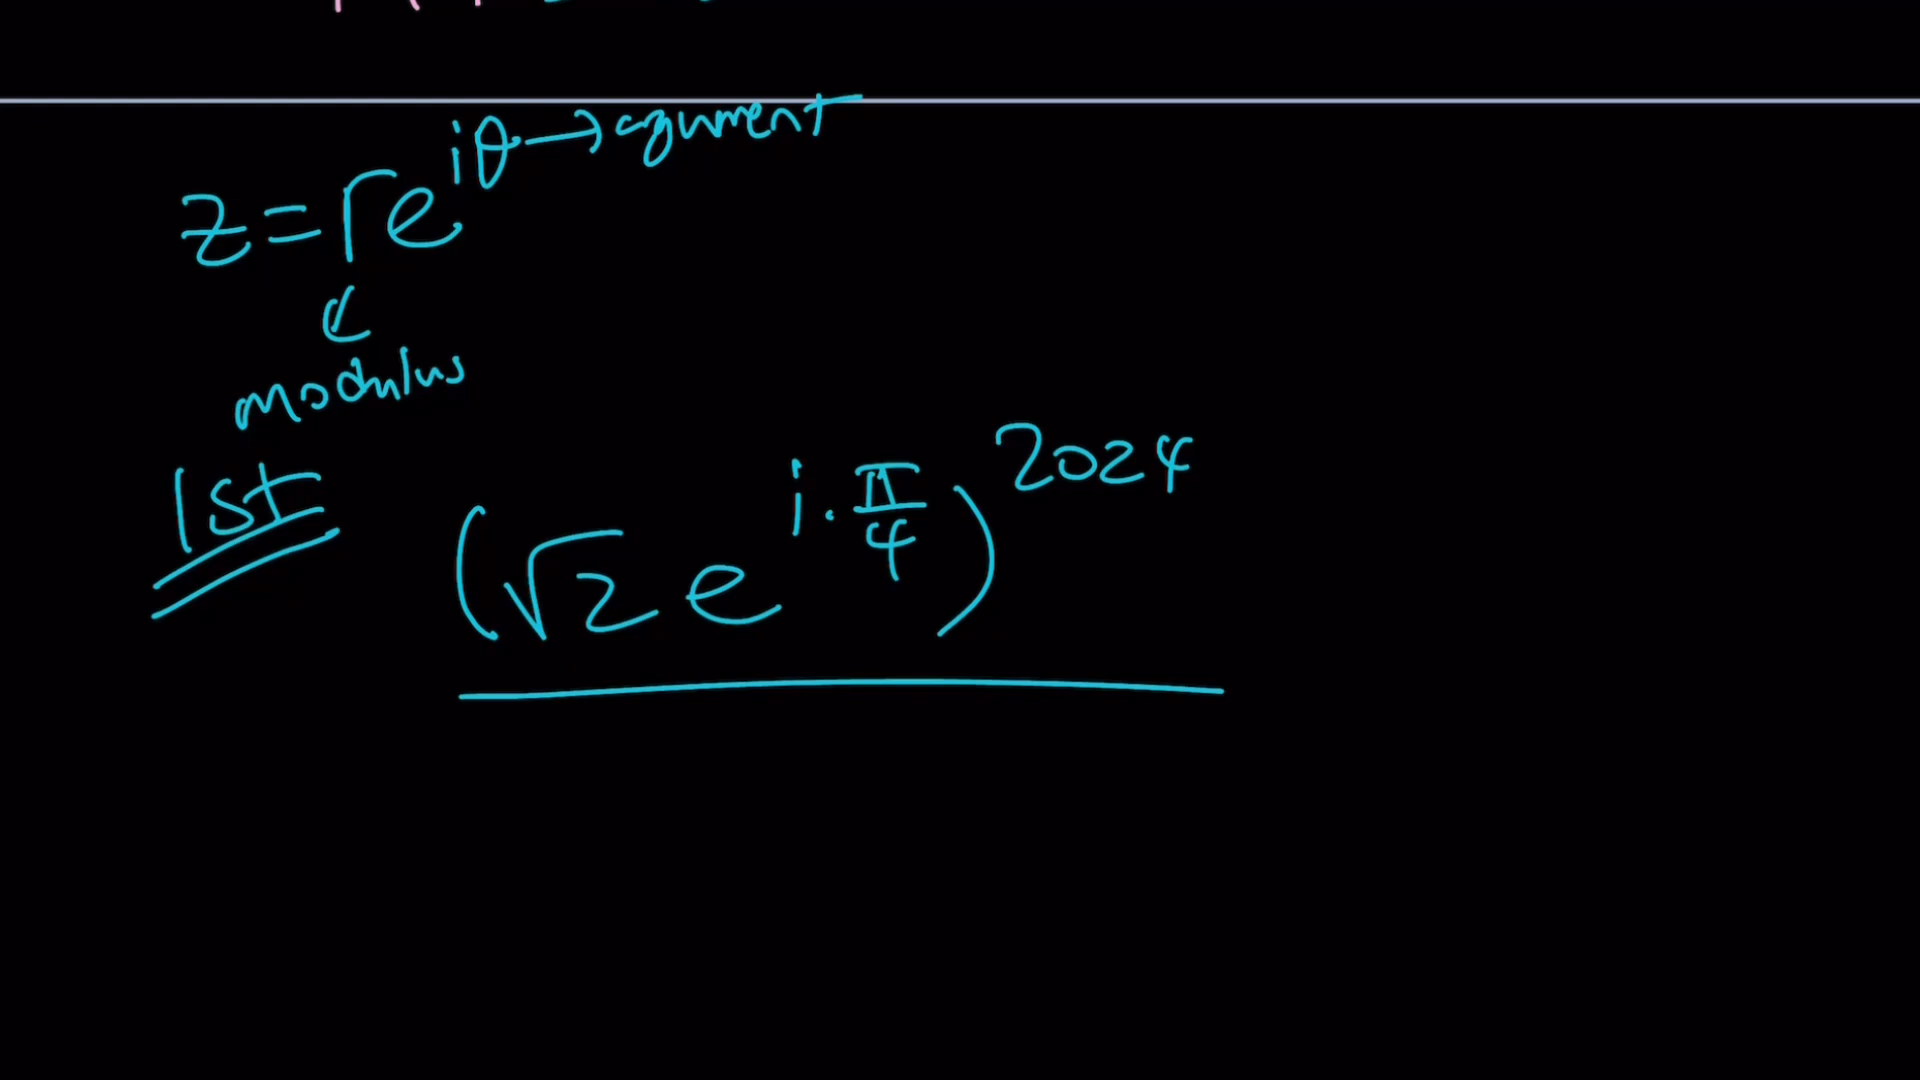 z = re^{iθ} → argument
modulus
1st
(√2 e^{i·π/4})^{2024}